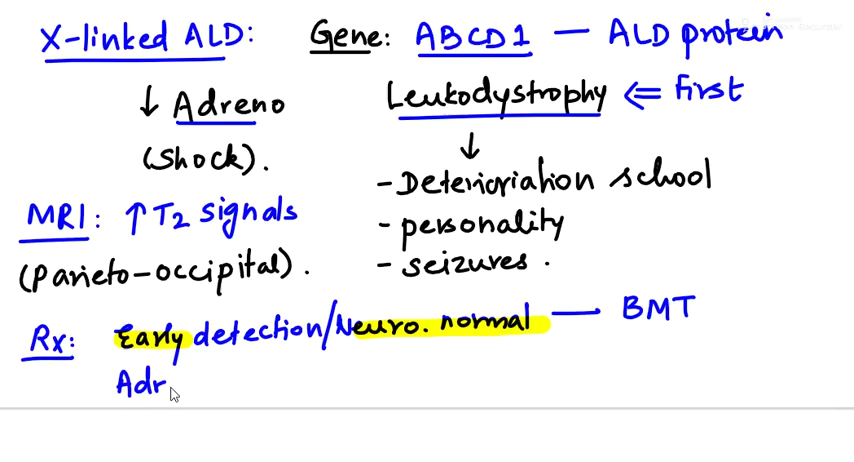 X-linked ALD: Gene: ABCD1 — ALD protein
↓ Adreno
(Shock).
Leukodystrophy ⇐ First
↓
- Deterioriation school
- personality
- seizures.
MRI: ↑ T2 signals
(Parieto-occipital).
Rx: Early detection/Neuro. normal — BMT
Adr